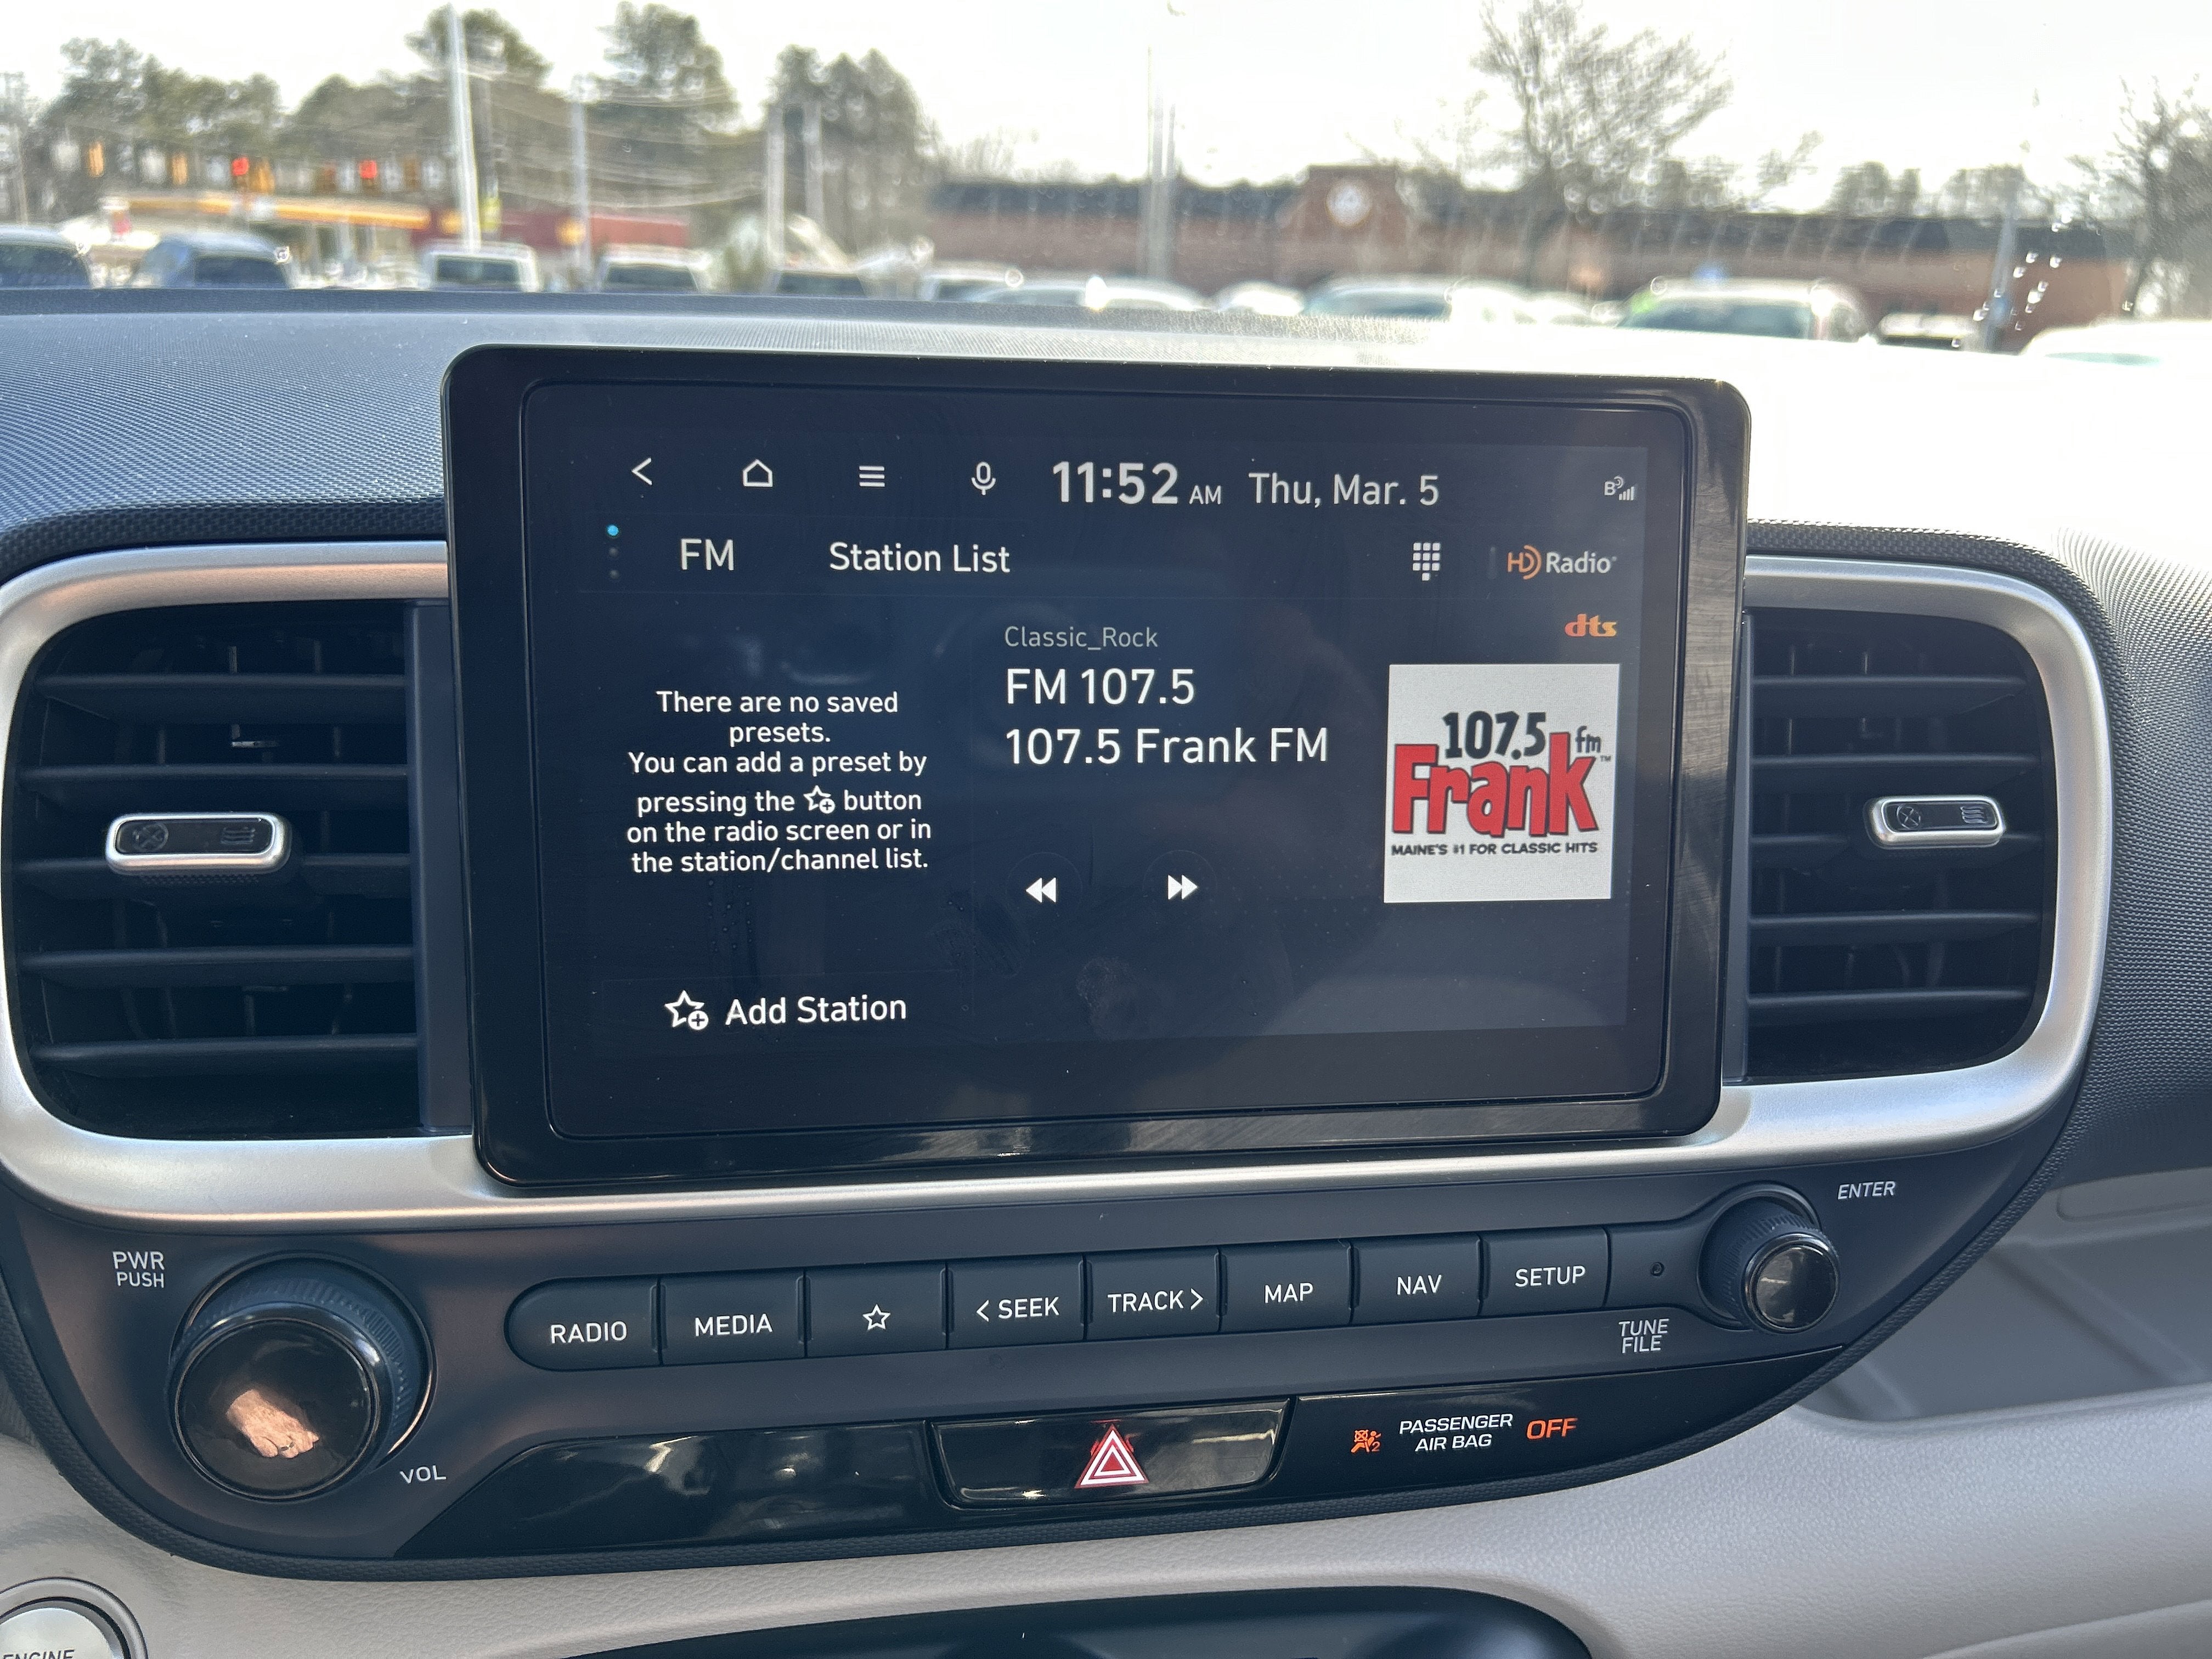 11:52 AM Thu, Mar. 5
B
FM Station List HD Radio
dts
There are no saved
presets.
You can add a preset by
pressing the button
on the radio screen or in
the station/channel list.
Add Station
Classic_Rock
FM 107.5
107.5 Frank FM
107.5 fm
Frank™
MAINE'S #1 FOR CLASSIC HITS
PWR
PUSH
VOL
RADIO
MEDIA
< SEEK
TRACK >
MAP
NAV
SETUP
ENTER
TUNE
FILE
PASSENGER
AIR BAG
OFF
2
ENGINE